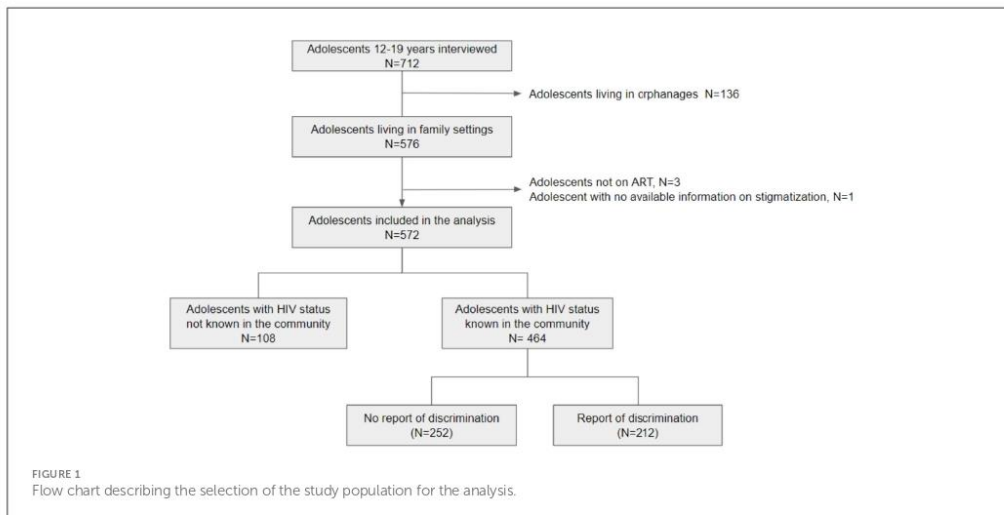 Adolescents 12-19 years interviewed
N=712
Adolescents living in crphanages N=136
Adolescents living in family settings
N=576
Adolescents not on ART, N=3
Adolescent with no available information on stigmatization, N=1
Adolescents included in the analysis
N=572
Adolescents with HIV status
not known in the community
N=108
Adolescents with HIV status
known in the community
N= 464
No report of discrimination
(N=252)
Report of discrimination
(N=212)
FIGURE 1
Flow chart describing the selection of the study population for the analysis.